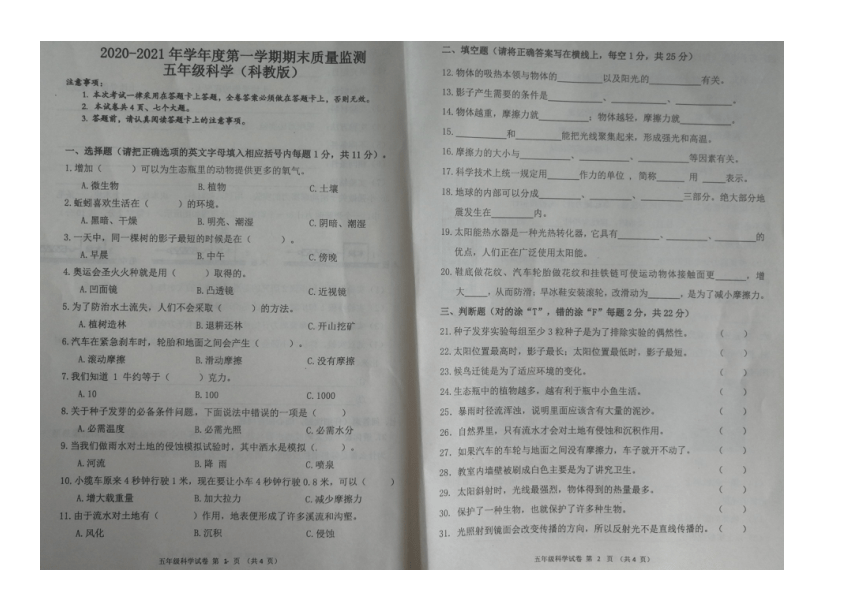 2020-2021 年学年度第一学期期末质量监测
五年级科学（科教版）
注意事项：
1. 本次考试一律采用在答题卡上答题，全卷答案必须做在答题卡上，否则无效。
2. 本试卷共4页、七个大题。
3. 答题前，请认真阅读答题卡上的注意事项。
一、选择题（请把正确选项的英文字母填入相应括号内每题1分，共11分）。
1.增加（ ）可以为生态瓶里的动物提供更多的氧气。
A.微生物 B.植物 C.土壤
2.蚯蚓喜欢生活在（ ）的环境。
A.黑暗、干燥 B.明亮、潮湿 C.阴暗、潮湿
3.一天中，同一棵树的影子最短的时候是在（ ）。
A.早晨 B.中午 C.傍晚
4.奥运会圣火火种就是用（ ）取得的。
A.凹面镜 B.凸透镜 C.近视镜
5.为了防治水土流失，人们不会采取（ ）的方法。
A.植树造林 B.退耕还林 C.开山挖矿
6.汽车在紧急刹车时，轮胎和地面之间会产生（ ）。
A.滚动摩擦 B.滑动摩擦 C.没有摩擦
7.我们知道 1 牛约等于（ ）克力。
A.10 B.100 C.1000
8.关于种子发芽的必备条件问题，下面说法中错误的一项是（ ）
A.必需温度 B.必需光照 C.必需水分
9.当我们做雨水对土地的侵蚀模拟试验时，其中洒水是模拟（ ）。
A.河流 B.降 雨 C.喷泉
10.小缆车原来4秒钟行驶1米，现在要让小车4秒钟行驶0.8米，可以（ ）
A.增大载重量 B.加大拉力 C.减少摩擦力
11.由于流水对土地有（ ）作用，地表便形成了许多溪流和沟壑。
A.风化 B.沉积 C.侵蚀
五年级科学试卷 第 1 页 （共4页）
二、填空题（请将正确答案写在横线上，每空1分，共25分）
12.物体的吸热本领与物体的________以及阳光的________有关。
13.影子产生需要的条件是________、________、________。
14.物体越重，摩擦力就________；物体越轻，摩擦力就________。
15.________和________能把光线聚集起来，形成强光和高温。
16.摩擦力的大小与________、________、________等因素有关。
17.科学技术上统一规定用______作力的单位 ，简称______ 用 ____表示。
18.地球的内部可以分成________、________、________三部分。绝大部分地
震发生在________内。
19.太阳能热水器是一种光热转化器，它具有________、________、________的
优点，人们正在广泛使用太阳能。
20.鞋底做花纹、汽车轮胎做花纹和挂铁链可使运动物体接触面更______，增
大____，从而防滑；旱冰鞋安装滚轮，改滑动为______，是为了减小摩擦力。
三、判断题（对的涂“T”，错的涂“F”每题2分，共22分）
21.种子发芽实验每组至少3粒种子是为了排除实验的偶然性。 （ ）
22.太阳位置最高时，影子最长；太阳位置最低时，影子最短。 （ ）
23.候鸟迁徙是为了适应环境的变化。 （ ）
24.生态瓶中的植物越多，越有利于瓶中小鱼生活。 （ ）
25. 暴雨时径流浑浊，说明里面应该含有大量的泥沙。 （ ）
26. 自然界里，只有流水才会对土地有侵蚀和沉积作用。 （ ）
27. 如果汽车的车轮与地面之间没有摩擦力，车子就开不动了。 （ ）
28. 教室内墙壁被刷成白色主要是为了讲究卫生。 （ ）
29. 太阳斜射时，光线最强烈，物体得到的热量最多。 （ ）
30. 保护了一种生物，也就保护了许多种生物。 （ ）
31. 光照射到镜面会改变传播的方向，所以反射光不是直线传播的。（ ）
五年级科学试卷 第 2 页 （共4页）